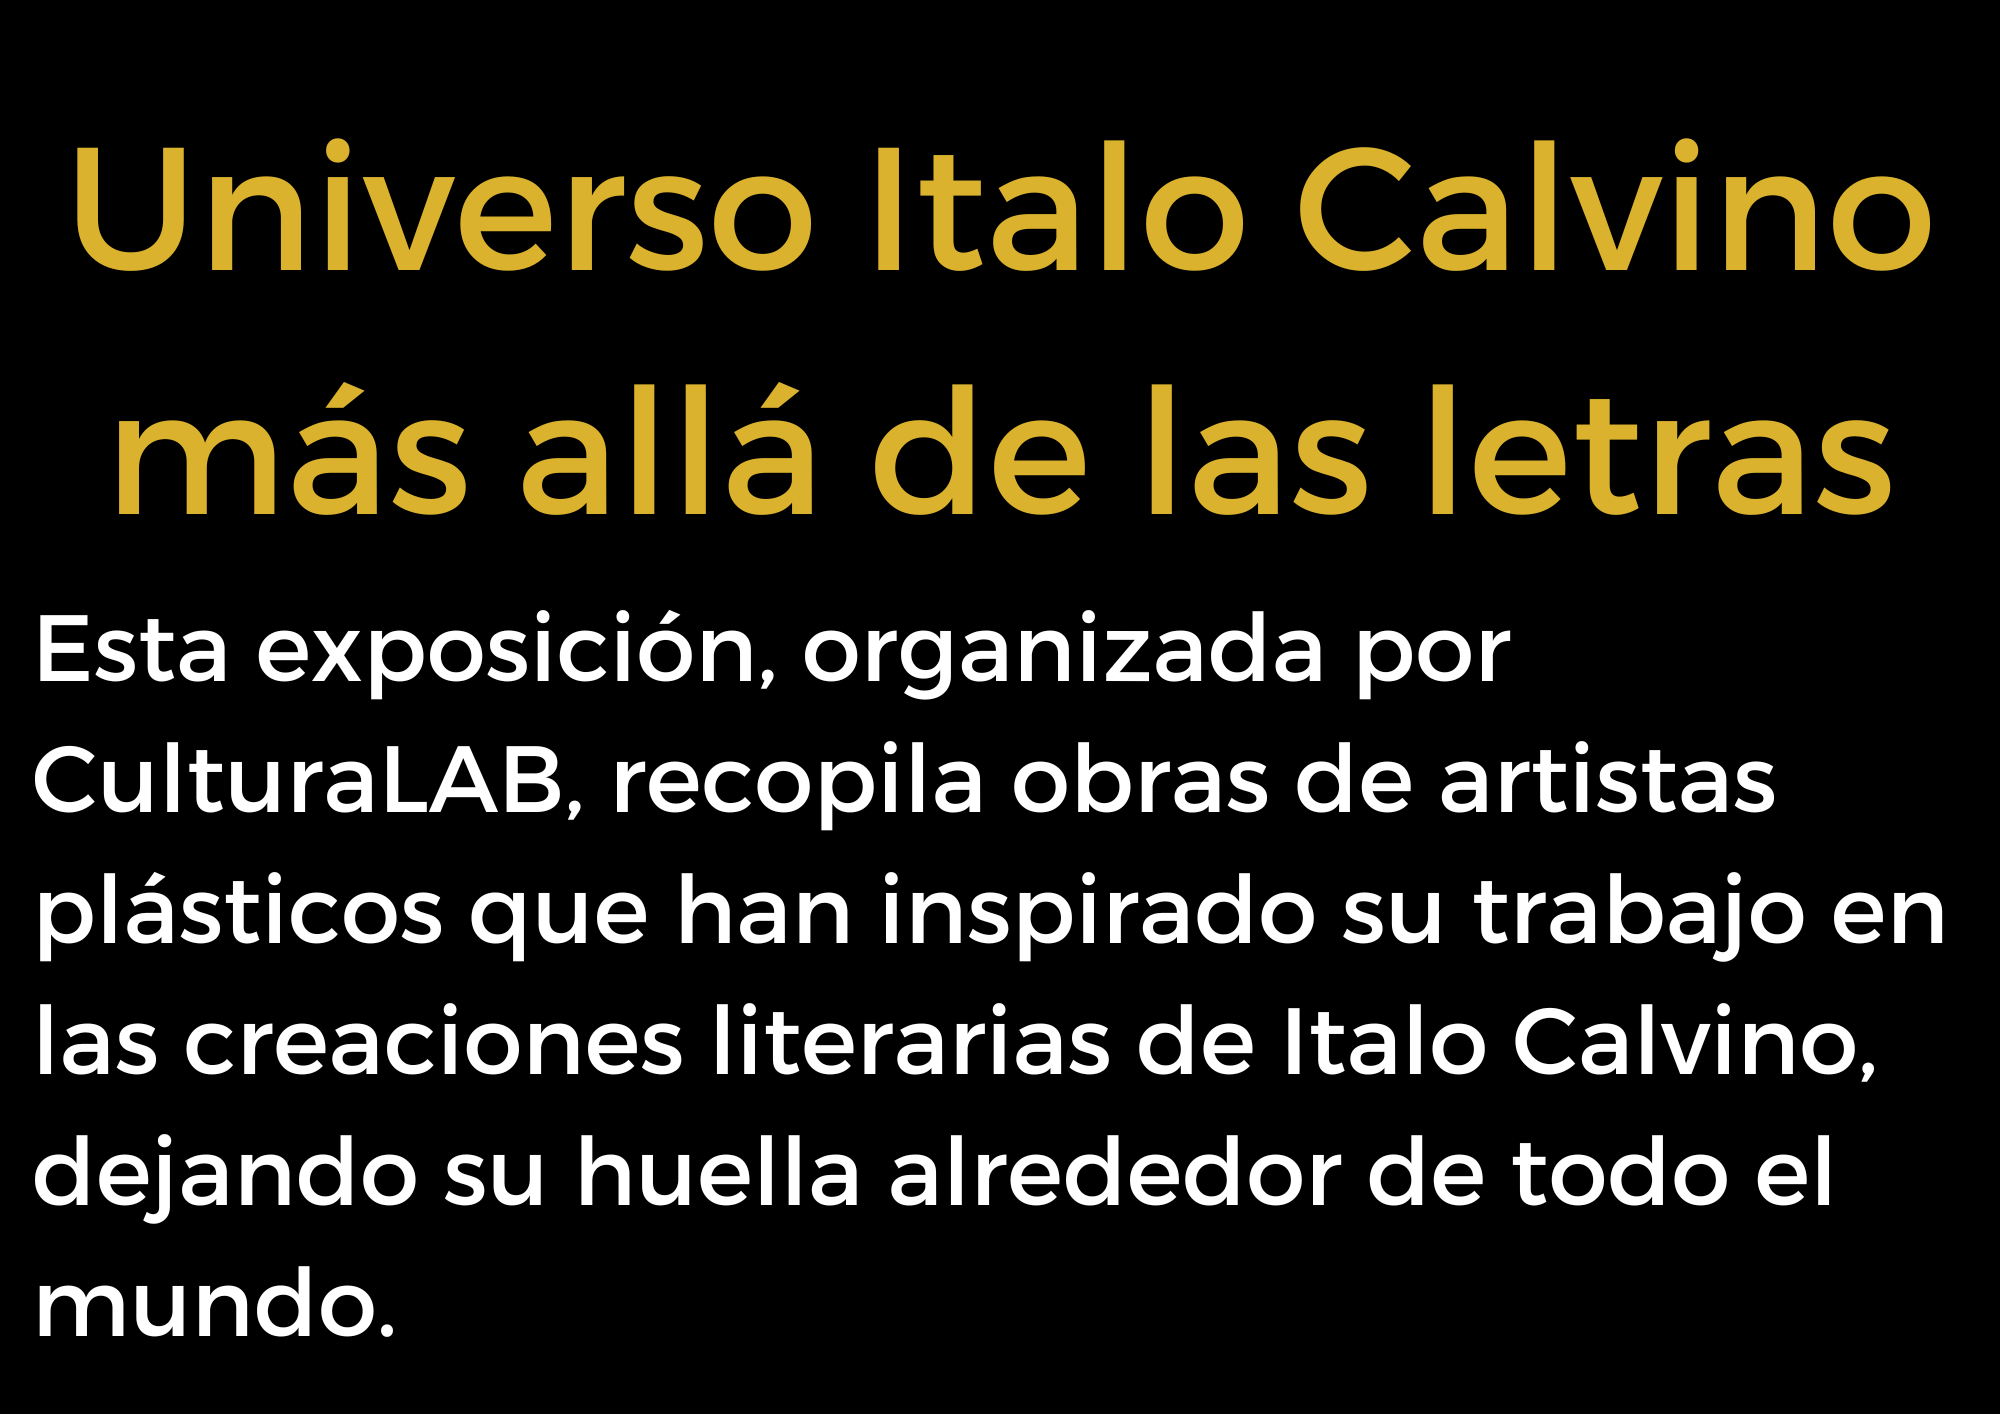 Universo Italo Calvino
más allá de las letras
Esta exposición, organizada por
CulturaLAB, recopila obras de artistas
plásticos que han inspirado su trabajo en
las creaciones literarias de Italo Calvino,
dejando su huella alrededor de todo el
mundo.